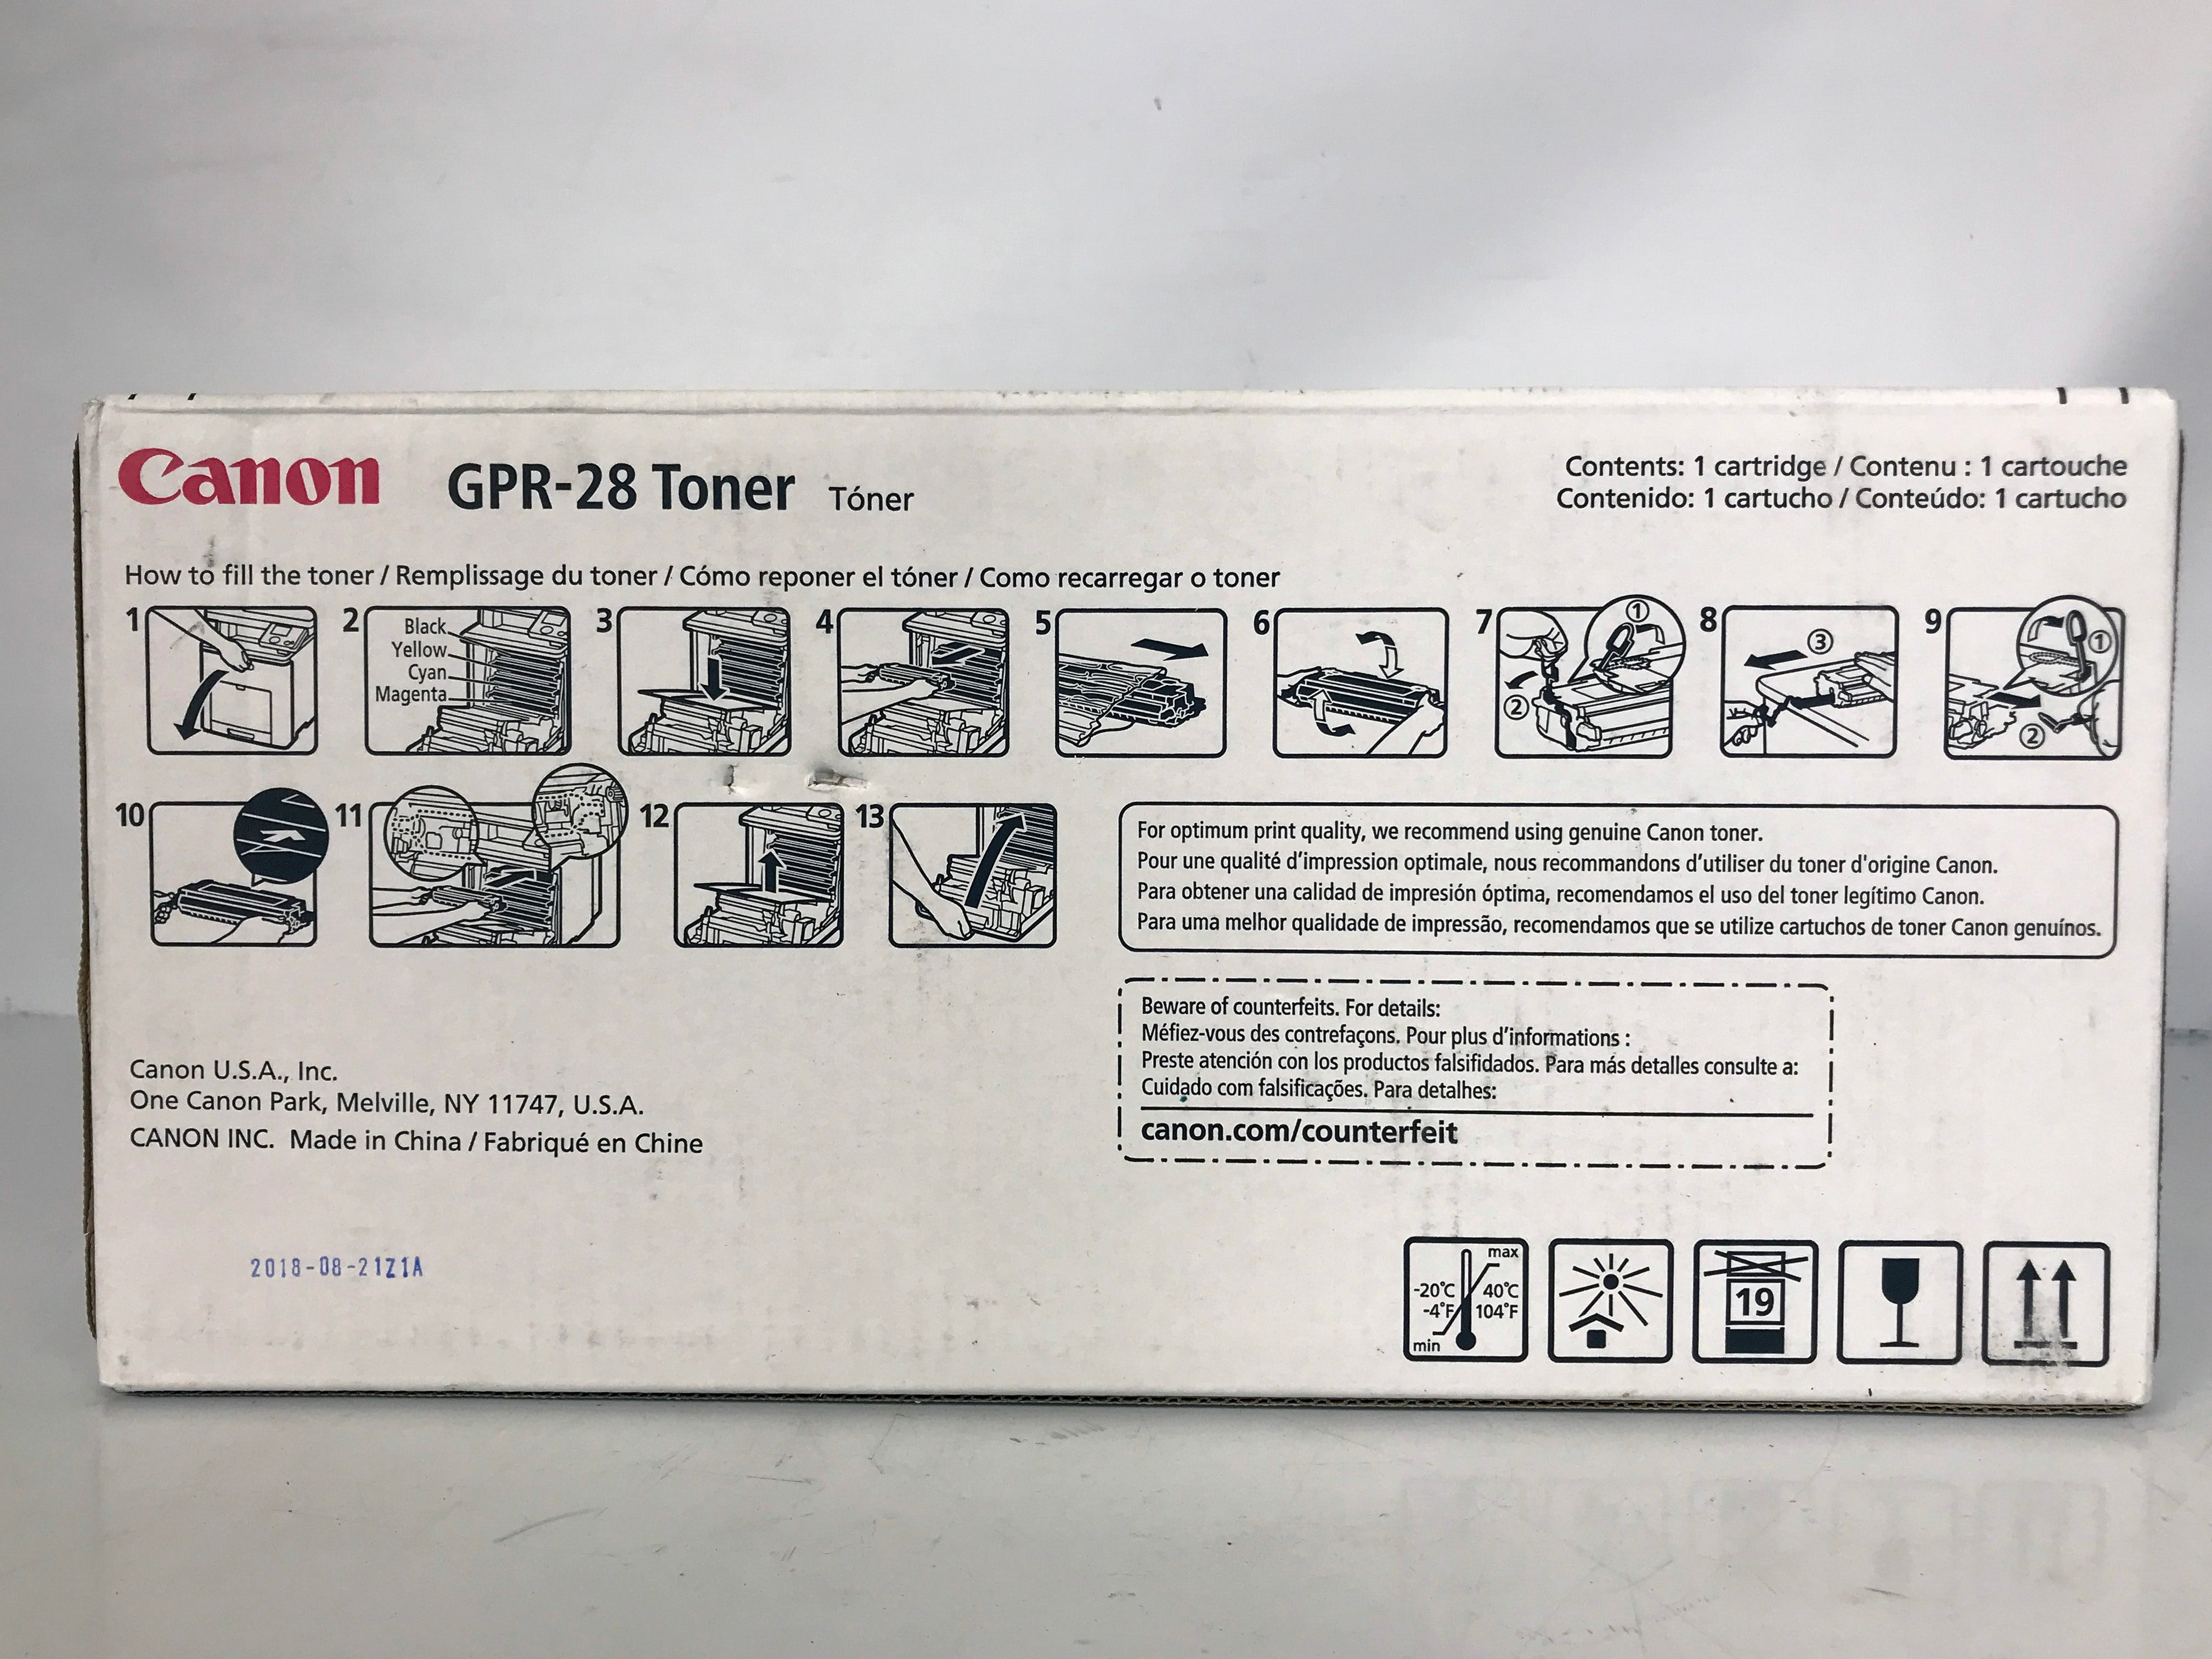 Canon GPR-28 Toner Tóner
Contents: 1 cartridge / Contenu : 1 cartouche
Contenido: 1 cartucho / Conteúdo: 1 cartucho
How to fill the toner / Remplissage du toner / Cómo reponer el tóner / Como recarregar o toner
1 2 3 4 5 6 7 8 9
Black
Yellow
Cyan
Magenta
① ②
③
① ②
10 11 12 13
For optimum print quality, we recommend using genuine Canon toner.
Pour une qualité d'impression optimale, nous recommandons d'utiliser du toner d'origine Canon.
Para obtener una calidad de impresión óptima, recomendamos el uso del toner legítimo Canon.
Para uma melhor qualidade de impressão, recomendamos que se utilize cartuchos de toner Canon genuínos.
Beware of counterfeits. For details:
Méfiez-vous des contrefaçons. Pour plus d'informations :
Preste atención con los productos falsifidados. Para más detalles consulte a:
Cuidado com falsificações. Para detalhes:
canon.com/counterfeit
Canon U.S.A., Inc.
One Canon Park, Melville, NY 11747, U.S.A.
CANON INC. Made in China / Fabriqué en Chine
2018-08-21Z1A
max
-20°C 40°C
-4°F 104°F
min
19